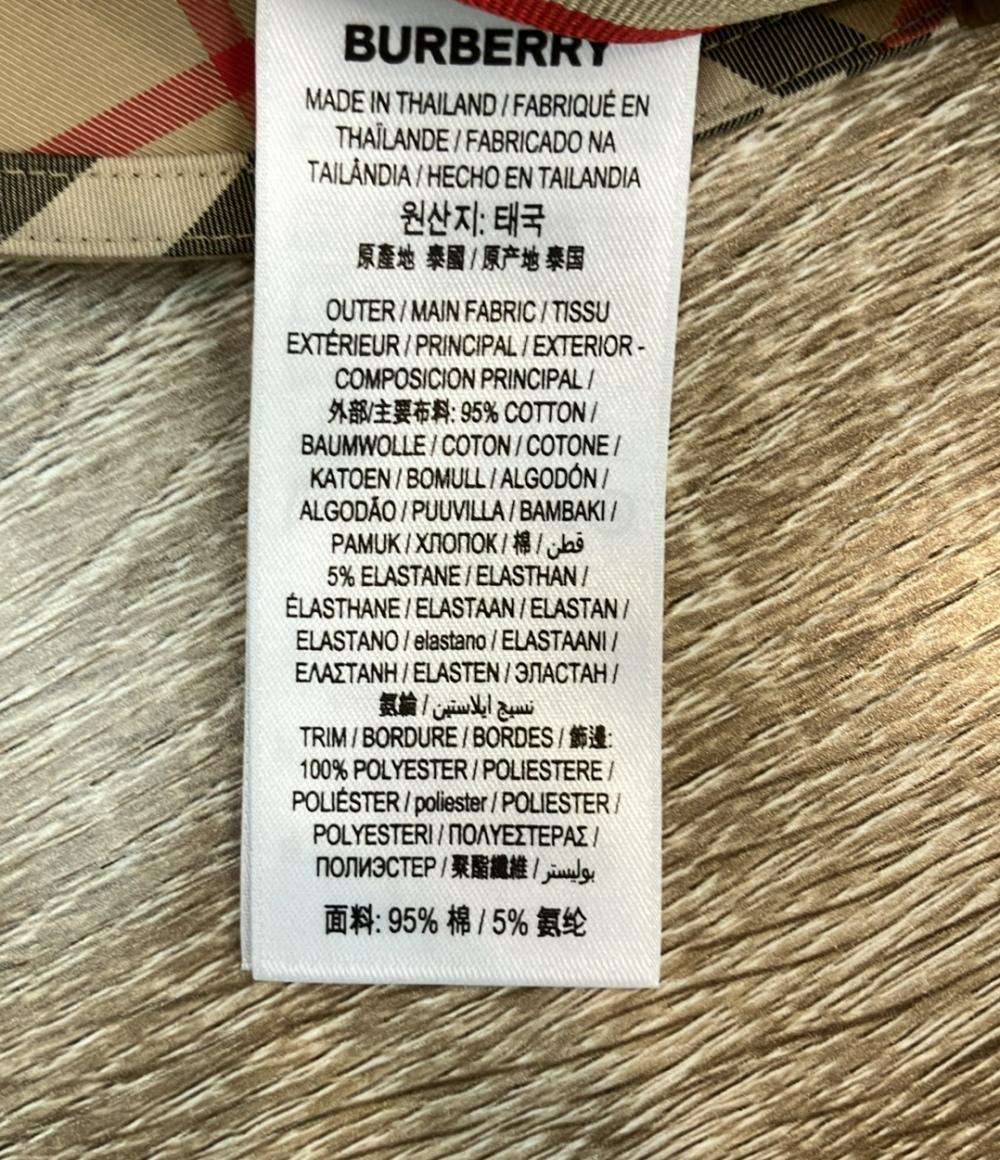 BURBERRY
MADE IN THAILAND / FABRIQUÉ EN
THAÏLANDE / FABRICADO NA
TAILÂNDIA / HECHO EN TAILANDIA
원산지: 태국
原產地 泰國 / 原产地 泰国
OUTER / MAIN FABRIC / TISSU
EXTÉRIEUR / PRINCIPAL / EXTERIOR -
COMPOSICION PRINCIPAL /
外部/主要布料: 95% COTTON /
BAUMWOLLE / COTON / COTONE /
KATOEN / BOMULL / ALGODÓN /
ALGODÃO / PUUVILLA / BAMBAKI /
PAMUK / ХЛОПОК / 棉 / قطن
5% ELASTANE / ELASTHAN /
ÉLASTHANE / ELASTAAN / ELASTAN /
ELASTANO / elastano / ELASTAANI /
ΕΛΑΣΤΑΝΗ / ELASTEN / ЭЛАСТАН /
氨綸 / نسيج ايلاستين
TRIM / BORDURE / BORDES / 飾邊:
100% POLYESTER / POLIESTERE /
POLIÉSTER / poliester / POLIESTER /
POLYESTERI / ΠΟΛΥΕΣΤΕΡΑΣ /
ПОЛИЭСТЕР / 聚酯纖維 / بوليستر
面料: 95% 棉 / 5% 氨纶